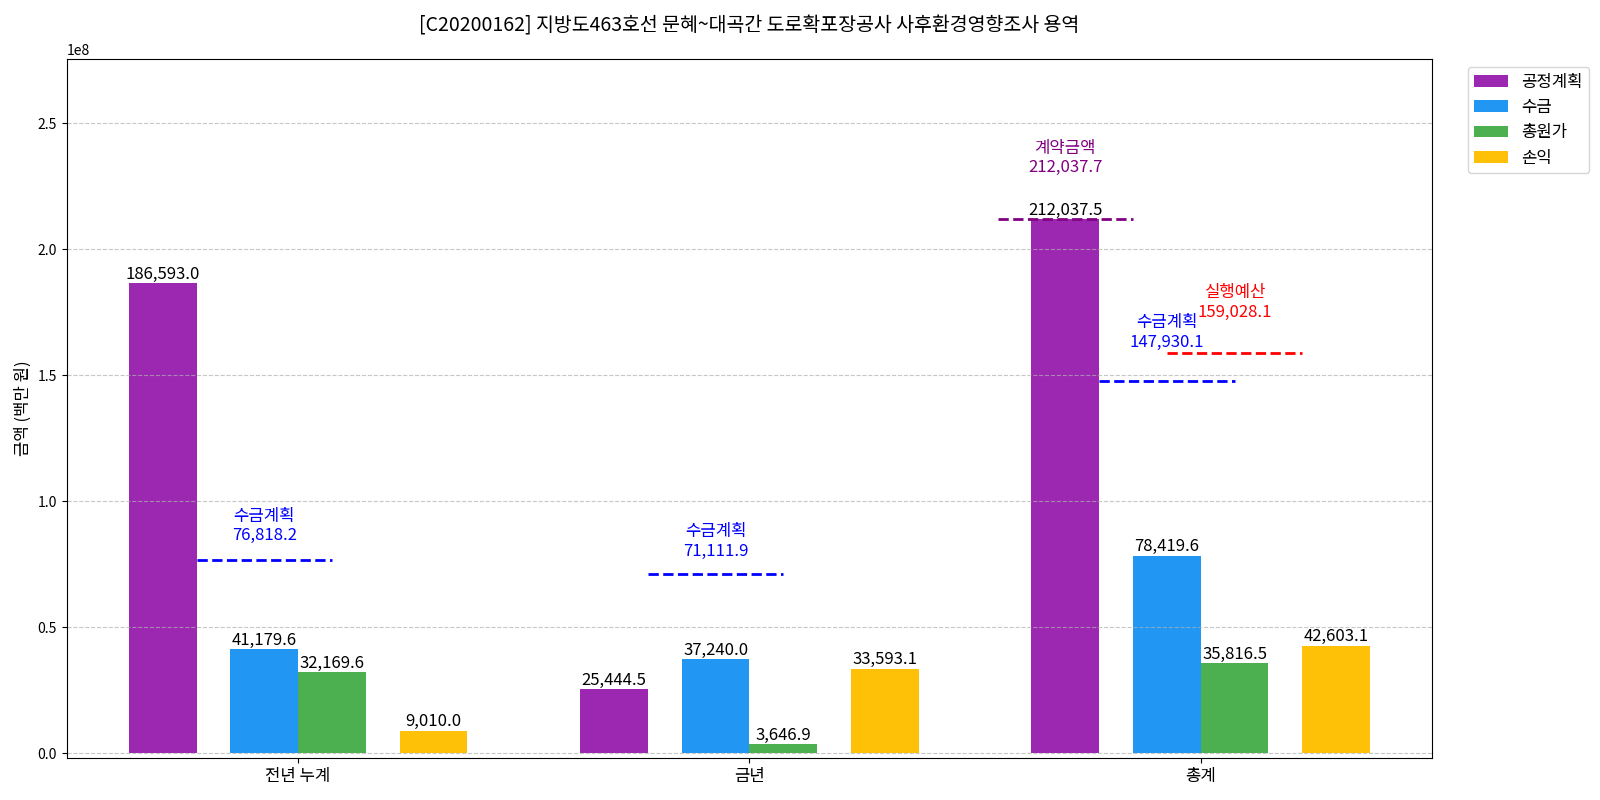 [C20200162] 지방도463호선 문혜~대곡간 도로확포장공사 사후환경영향조사 용역
1e8
금액 (백만 원)
2.5
2.0
1.5
1.0
0.5
0.0
186,593.0
수금계획
76,818.2
41,179.6
32,169.6
9,010.0
수금계획
71,111.9
25,444.5
37,240.0
3,646.9
33,593.1
계약금액
212,037.7
212,037.5
실행예산
159,028.1
수금계획
147,930.1
78,419.6
35,816.5
42,603.1
전년 누계
금년
총계
공정계획
수금
총원가
손익